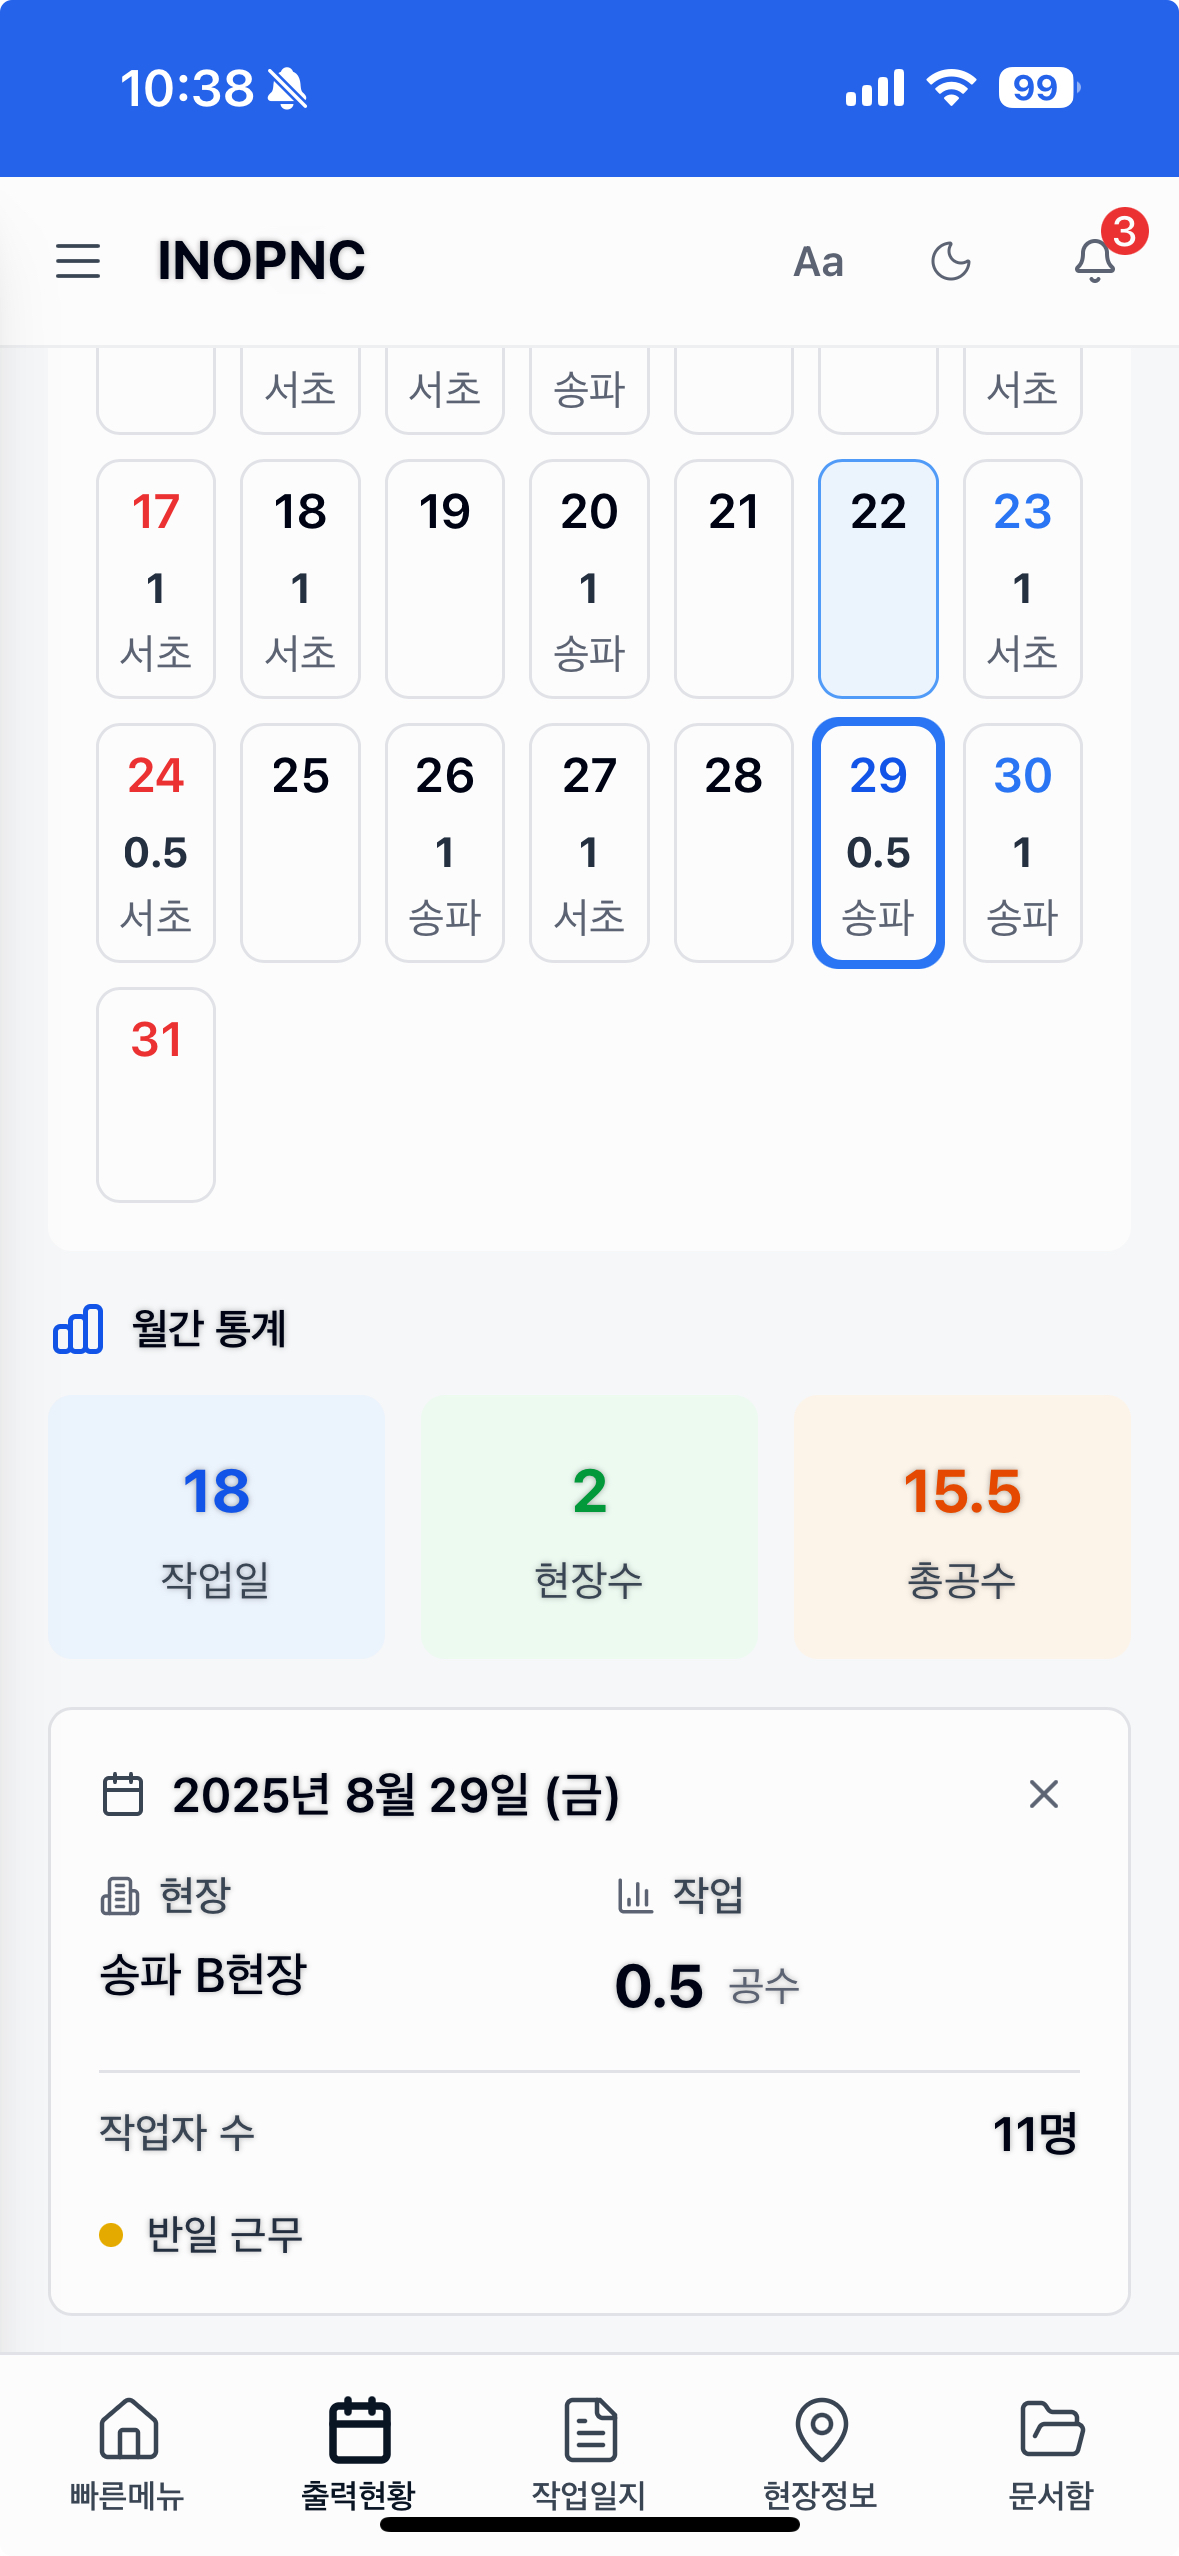 10:38 99
INOPNC Aa 3
서초 서초 송파 서초
17 18 19 20 21 22 23
1 1 1 1
서초 서초 송파 서초
24 25 26 27 28 29 30
0.5 1 1 0.5 1
서초 송파 서초 송파 송파
31
월간 통계
18 2 15.5
작업일 현장수 총공수
2025년 8월 29일 (금)
현장 작업
송파 B현장 0.5 공수
작업자 수 11명
반일 근무
빠른메뉴 출력현황 작업일지 현장정보 문서함